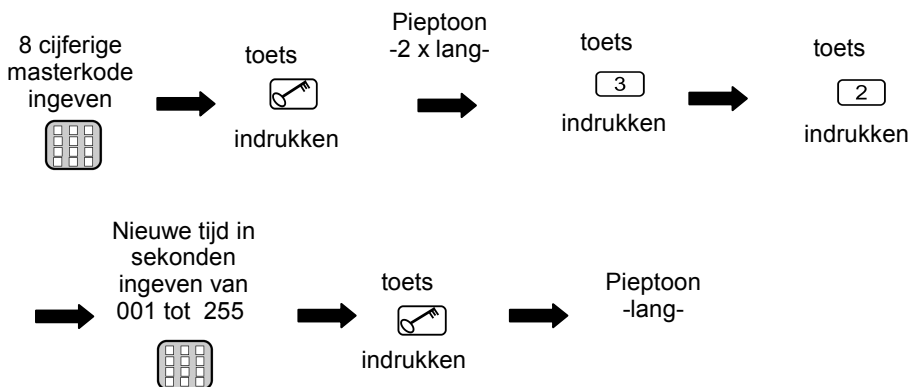 8 cijferige
masterkode
ingeven
toets
indrukken
Pieptoon
-2 x lang-
toets
3
indrukken
toets
2
indrukken
Nieuwe tijd in
sekonden
ingeven van
001 tot 255
toets
indrukken
Pieptoon
-lang-